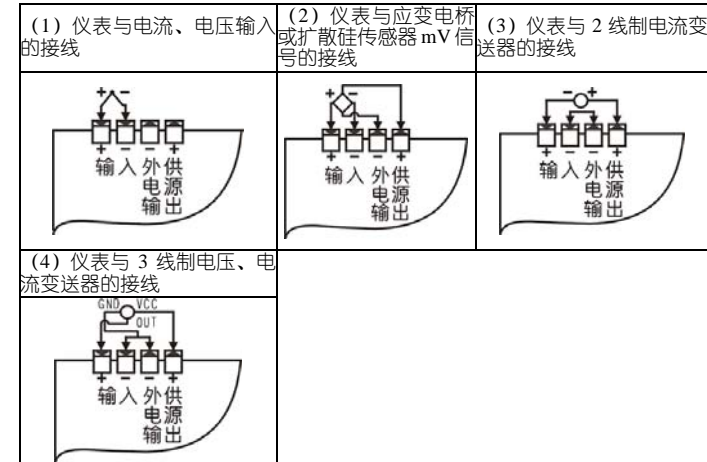 (1) 仪表与电流、电压输入
的接线
(2) 仪表与应变电桥
或扩散硅传感器 mV 信
号的接线
(3) 仪表与 2 线制电流变
送器的接线
+ -
+ - - +
输入 外供
电源
输出
+ -
+ - - +
输入 外供
电源
输出
- +
+ - - +
输入 外供
电源
输出
(4) 仪表与 3 线制电压、电
流变送器的接线
GND VCC
OUT
+ - - +
输入 外供
电源
输出